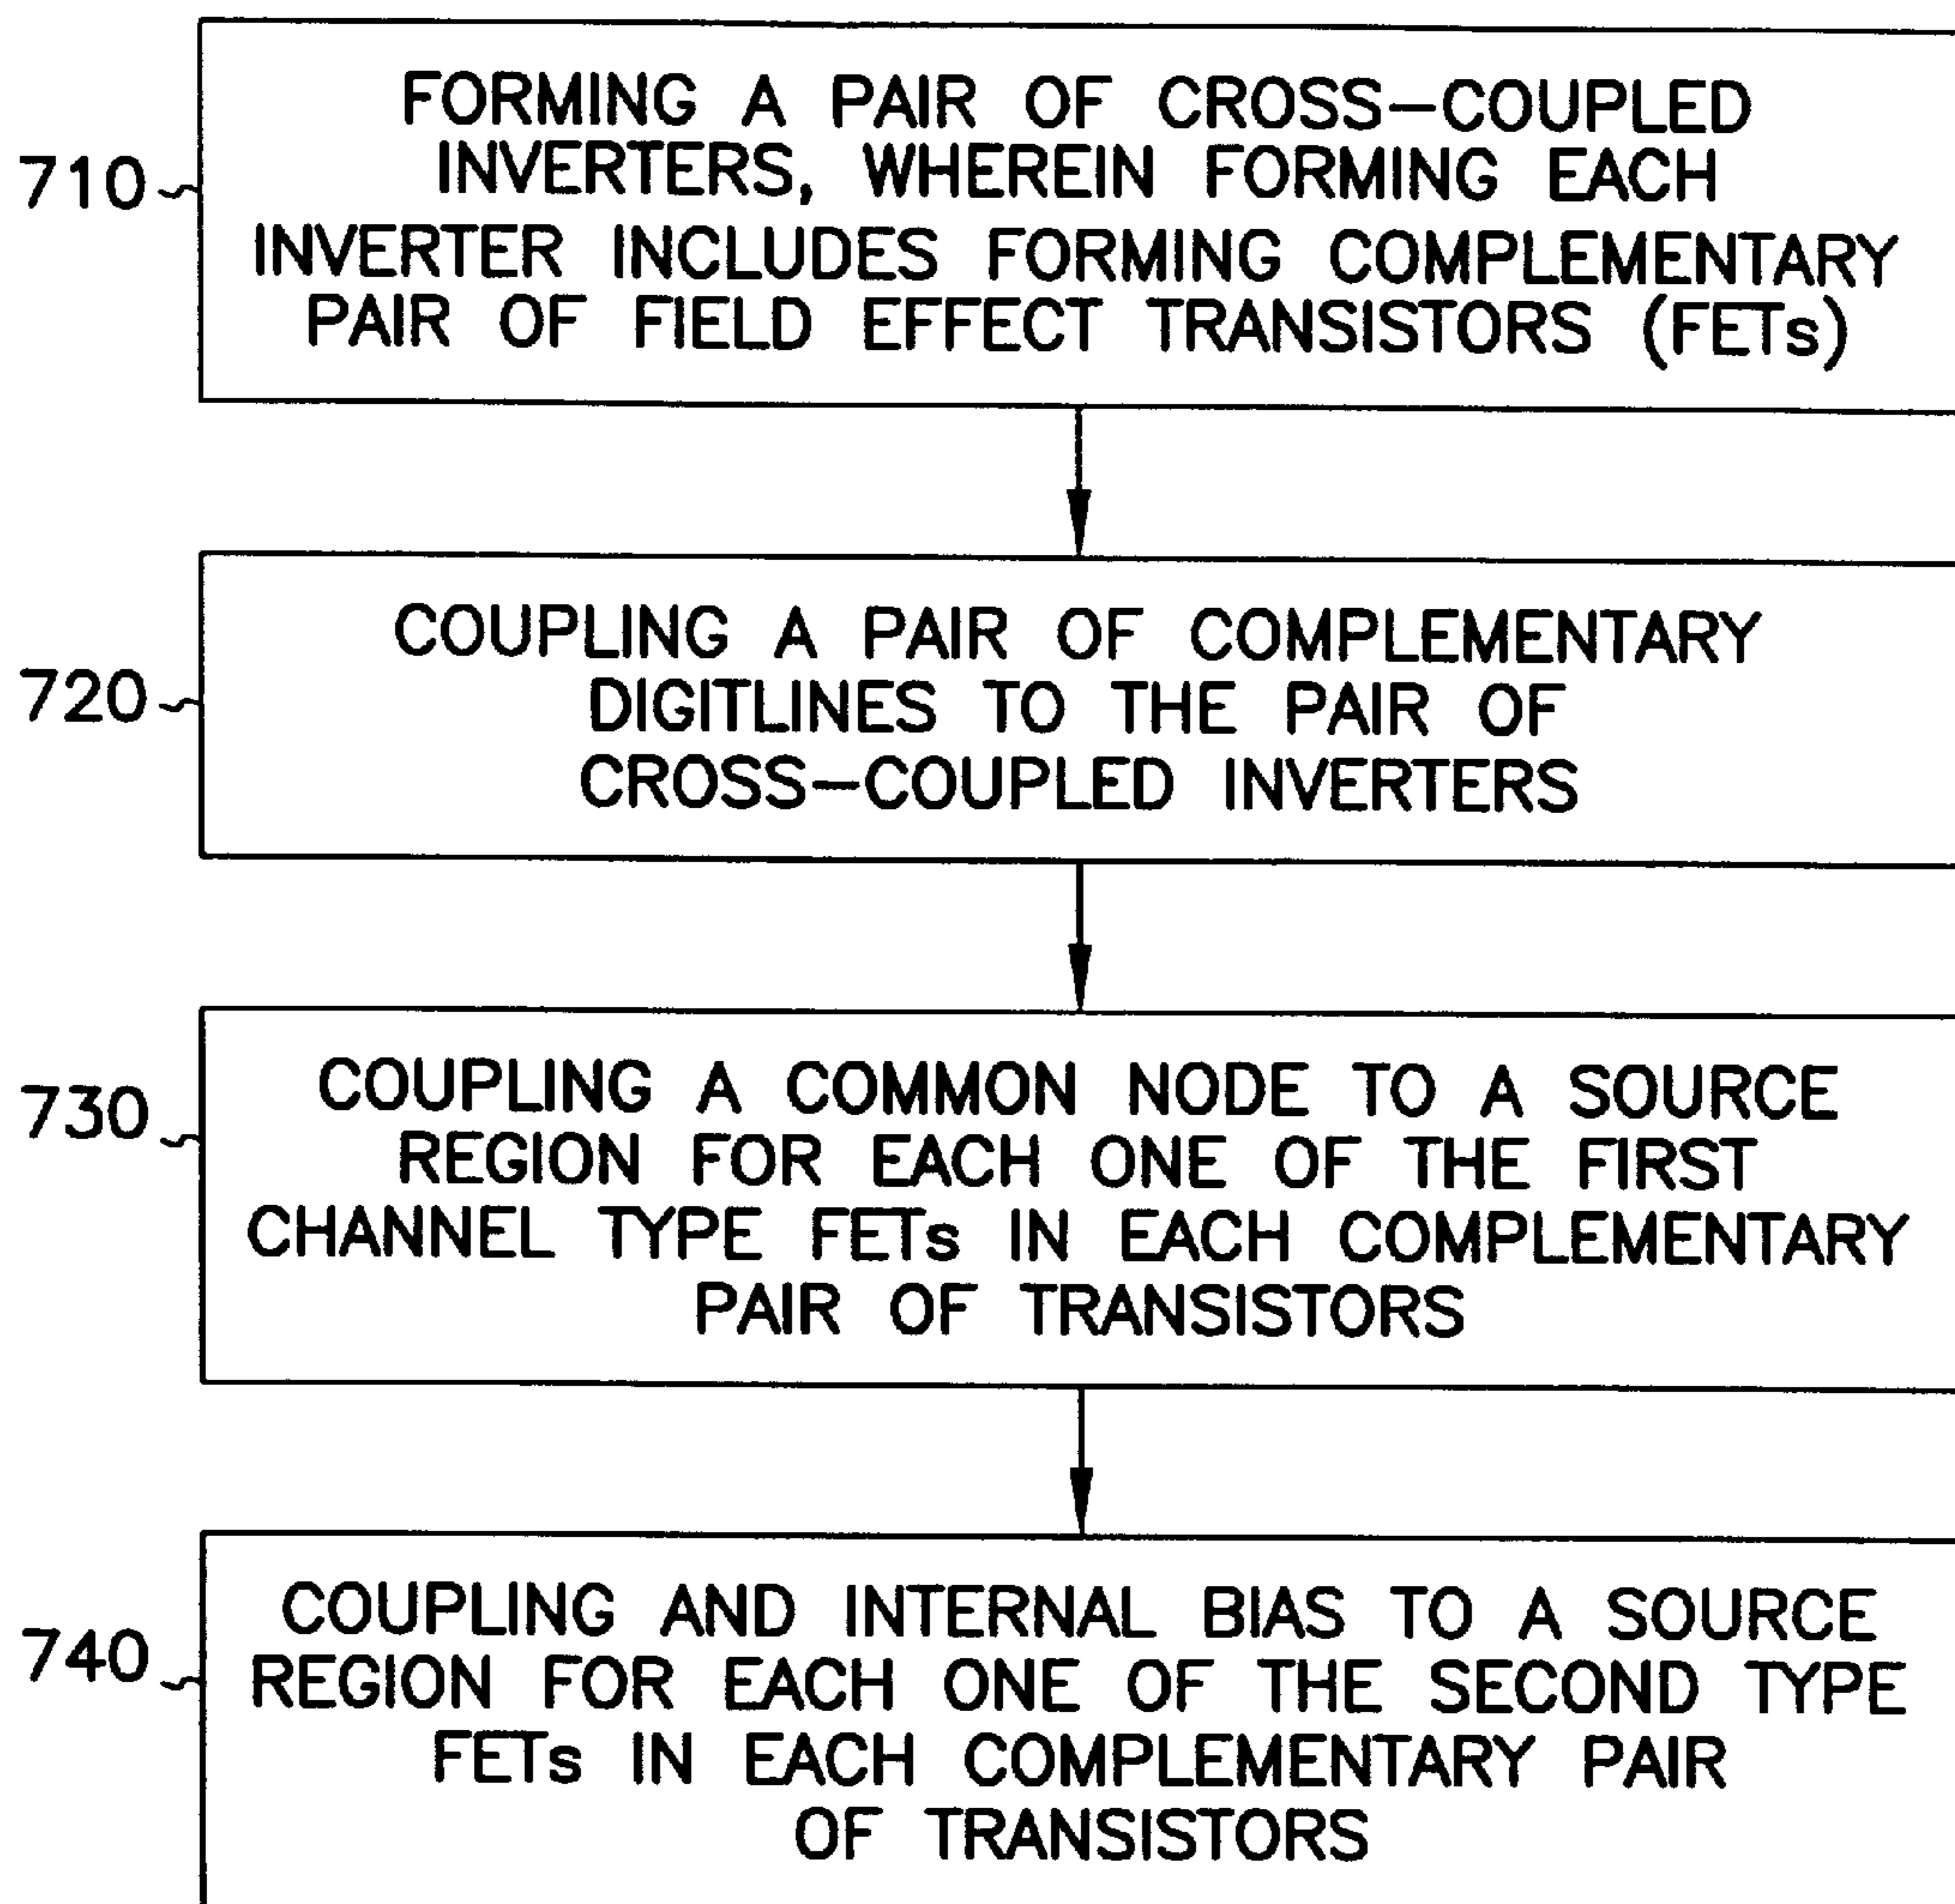 FORMING A PAIR OF CROSS-COUPLED
710 INVERTERS, WHEREIN FORMING EACH
INVERTER INCLUDES FORMING COMPLEMENTARY
PAIR OF FIELD EFFECT TRANSISTORS (FETs)
COUPLING A PAIR OF COMPLEMENTARY
720 DIGITLINES TO THE PAIR OF
CROSS-COUPLED INVERTERS
COUPLING A COMMON NODE TO A SOURCE
730 REGION FOR EACH ONE OF THE FIRST
CHANNEL TYPE FETs IN EACH COMPLEMENTARY
PAIR OF TRANSISTORS
COUPLING AND INTERNAL BIAS TO A SOURCE
740 REGION FOR EACH ONE OF THE SECOND TYPE
FETs IN EACH COMPLEMENTARY PAIR
OF TRANSISTORS